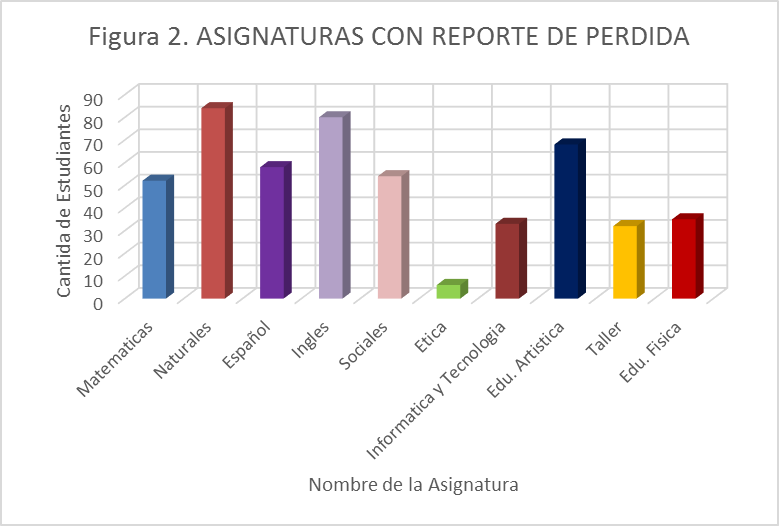 Figura 2. ASIGNATURAS CON REPORTE DE PERDIDA
Cantida de Estudiantes
90
80
70
60
50
40
30
20
10
0
Matematicas
Naturales
Español
Ingles
Sociales
Etica
Informatica y Tecnologia
Edu. Artistica
Taller
Edu. Fisica
Nombre de la Asignatura